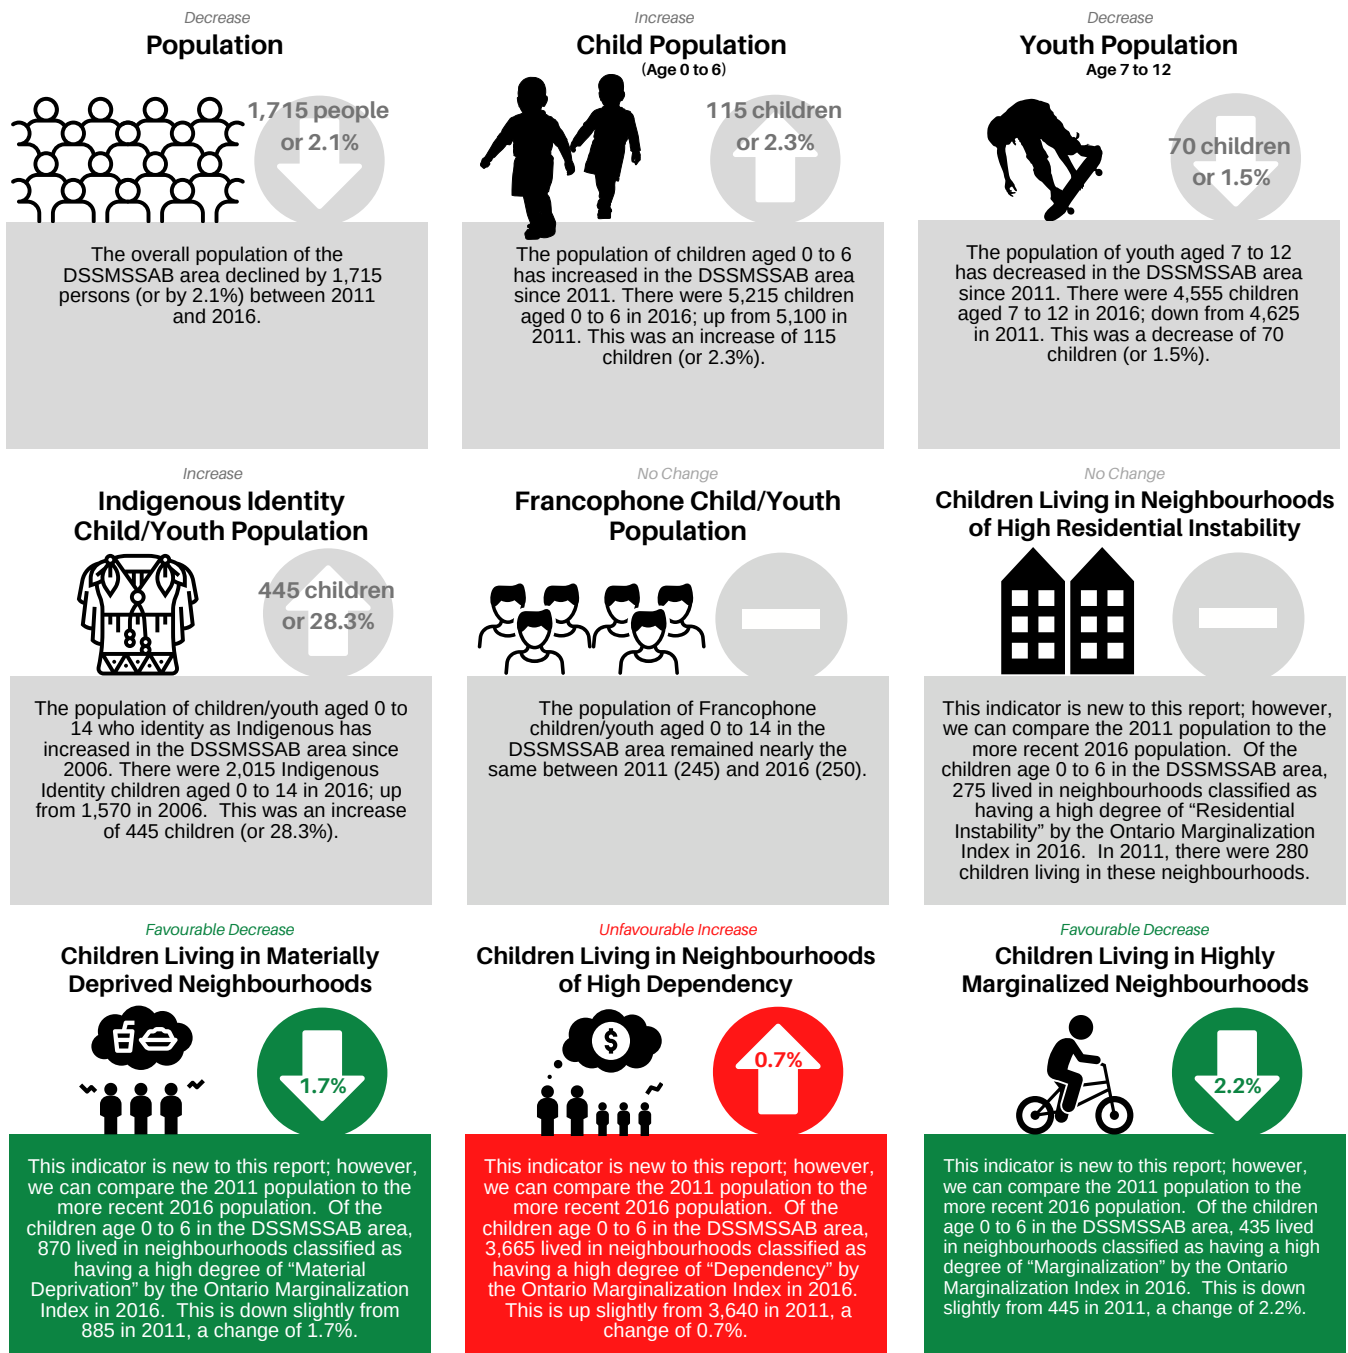 Decrease
Population
1,715 people
or 2.1%
The overall population of the
DSSMSSAB area declined by 1,715
persons (or by 2.1%) between 2011
and 2016.
Increase
Child Population
(Age 0 to 6)
115 children
or 2.3%
The population of children aged 0 to 6
has increased in the DSSMSSAB area
since 2011. There were 5,215 children
aged 0 to 6 in 2016; up from 5,100 in
2011. This was an increase of 115
children (or 2.3%).
Decrease
Youth Population
Age 7 to 12
70 children
or 1.5%
The population of youth aged 7 to 12
has decreased in the DSSMSSAB area
since 2011. There were 4,555 children
aged 7 to 12 in 2016; down from 4,625
in 2011. This was a decrease of 70
children (or 1.5%).
Increase
Indigenous Identity
Child/Youth Population
445 children
or 28.3%
The population of children/youth aged 0 to
14 who identity as Indigenous has
increased in the DSSMSSAB area since
2006. There were 2,015 Indigenous
Identity children aged 0 to 14 in 2016; up
from 1,570 in 2006. This was an increase
of 445 children (or 28.3%).
No Change
Francophone Child/Youth
Population
The population of Francophone
children/youth aged 0 to 14 in the
DSSMSSAB area remained nearly the
same between 2011 (245) and 2016 (250).
No Change
Children Living in Neighbourhoods
of High Residential Instability
This indicator is new to this report; however,
we can compare the 2011 population to the
more recent 2016 population. Of the
children age 0 to 6 in the DSSMSSAB area,
275 lived in neighbourhoods classified as
having a high degree of “Residential
Instability” by the Ontario Marginalization
Index in 2016. In 2011, there were 280
children living in these neighbourhoods.
Favourable Decrease
Children Living in Materially
Deprived Neighbourhoods
1.7%
This indicator is new to this report; however,
we can compare the 2011 population to the
more recent 2016 population. Of the
children age 0 to 6 in the DSSMSSAB area,
870 lived in neighbourhoods classified as
having a high degree of “Material
Deprivation” by the Ontario Marginalization
Index in 2016. This is down slightly from
885 in 2011, a change of 1.7%.
Unfavourable Increase
Children Living in Neighbourhoods
of High Dependency
$
0.7%
This indicator is new to this report; however,
we can compare the 2011 population to the
more recent 2016 population. Of the
children age 0 to 6 in the DSSMSSAB area,
3,665 lived in neighbourhoods classified as
having a high degree of “Dependency” by
the Ontario Marginalization Index in 2016.
This is up slightly from 3,640 in 2011, a
change of 0.7%.
Favourable Decrease
Children Living in Highly
Marginalized Neighbourhoods
2.2%
This indicator is new to this report; however,
we can compare the 2011 population to the
more recent 2016 population. Of the children
age 0 to 6 in the DSSMSSAB area, 435 lived
in neighbourhoods classified as having a high
degree of “Marginalization” by the Ontario
Marginalization Index in 2016. This is down
slightly from 445 in 2011, a change of 2.2%.